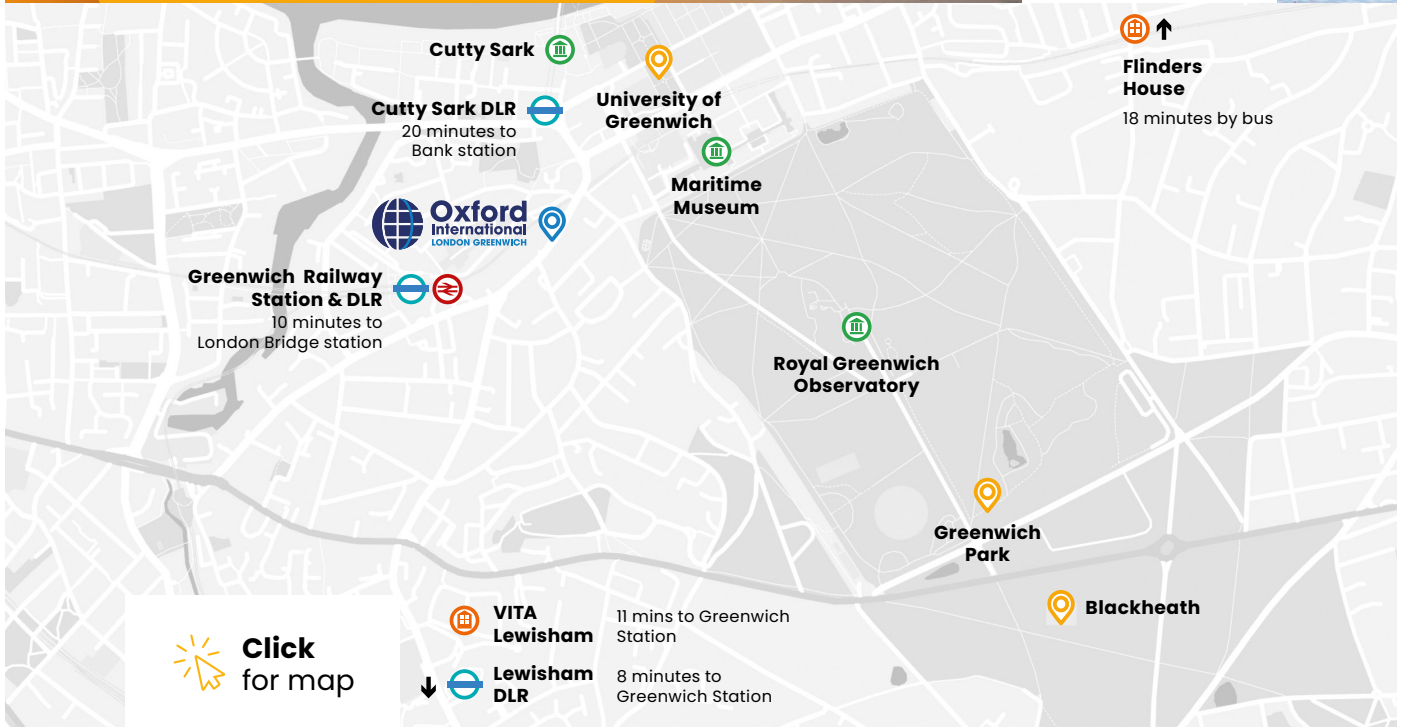 Cutty Sark
Cutty Sark DLR
20 minutes to
Bank station
University of
Greenwich
Maritime
Museum
Flinders
House
18 minutes by bus
Oxford
International
LONDON GREENWICH
Greenwich Railway
Station & DLR
10 minutes to
London Bridge station
Royal Greenwich
Observatory
Greenwich
Park
Blackheath
Click
for map
VITA
Lewisham
11 mins to Greenwich
Station
Lewisham
DLR
8 minutes to
Greenwich Station